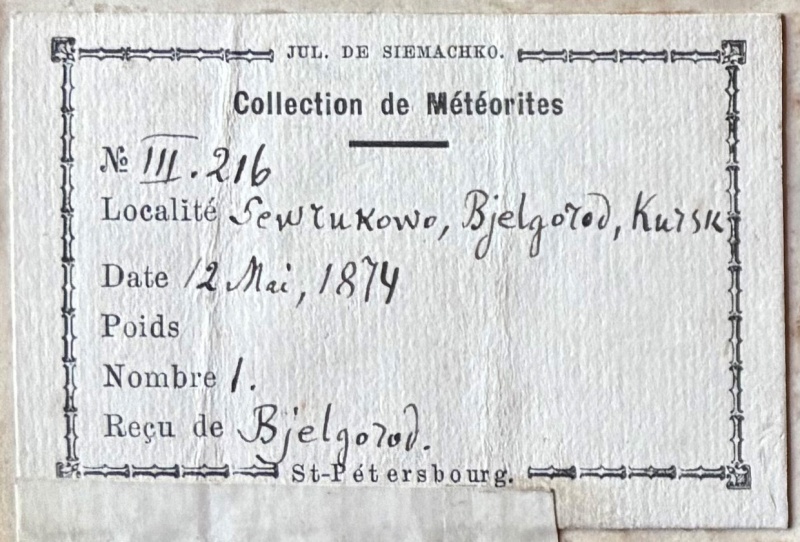 JUL. DE SIEMACHKO.
Collection de Météorites
№ III.216
Localité Sewrukowo, Bjelgorod, Kursk
Date 12 Mai, 1874
Poids
Nombre 1.
Reçu de Bjelgorod.
St-Pétersbourg.